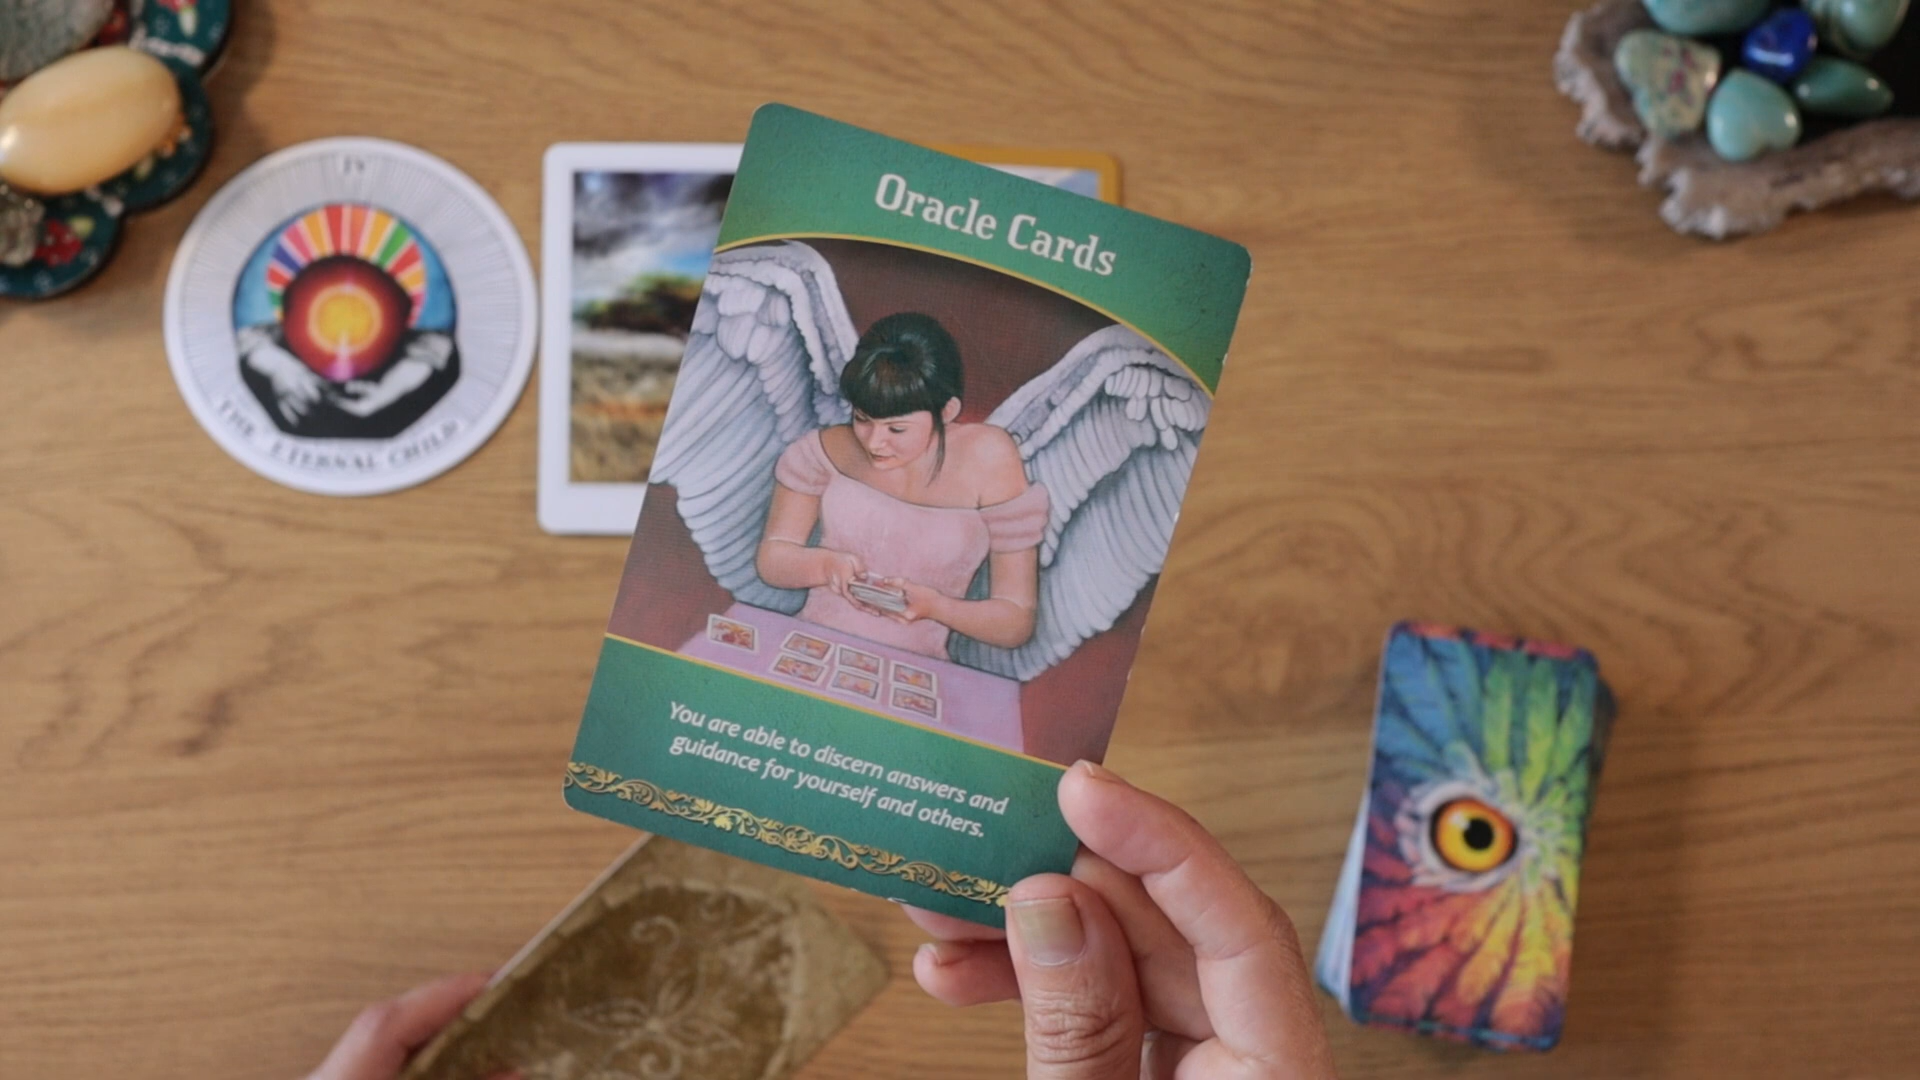 Oracle Cards
You are able to discern answers and
guidance for yourself and others.
IV
THE ETERNAL CHILD